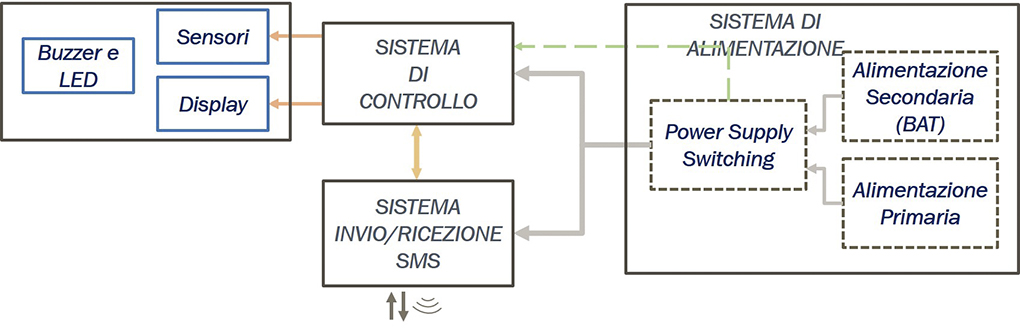 Buzzer e
LED
Sensori
Display
SISTEMA
DI
CONTROLLO
SISTEMA
INVIO/RICEZIONE
SMS
SISTEMA DI
ALIMENTAZIONE
Power Supply
Switching
Alimentazione
Secondaria
(BAT)
Alimentazione
Primaria